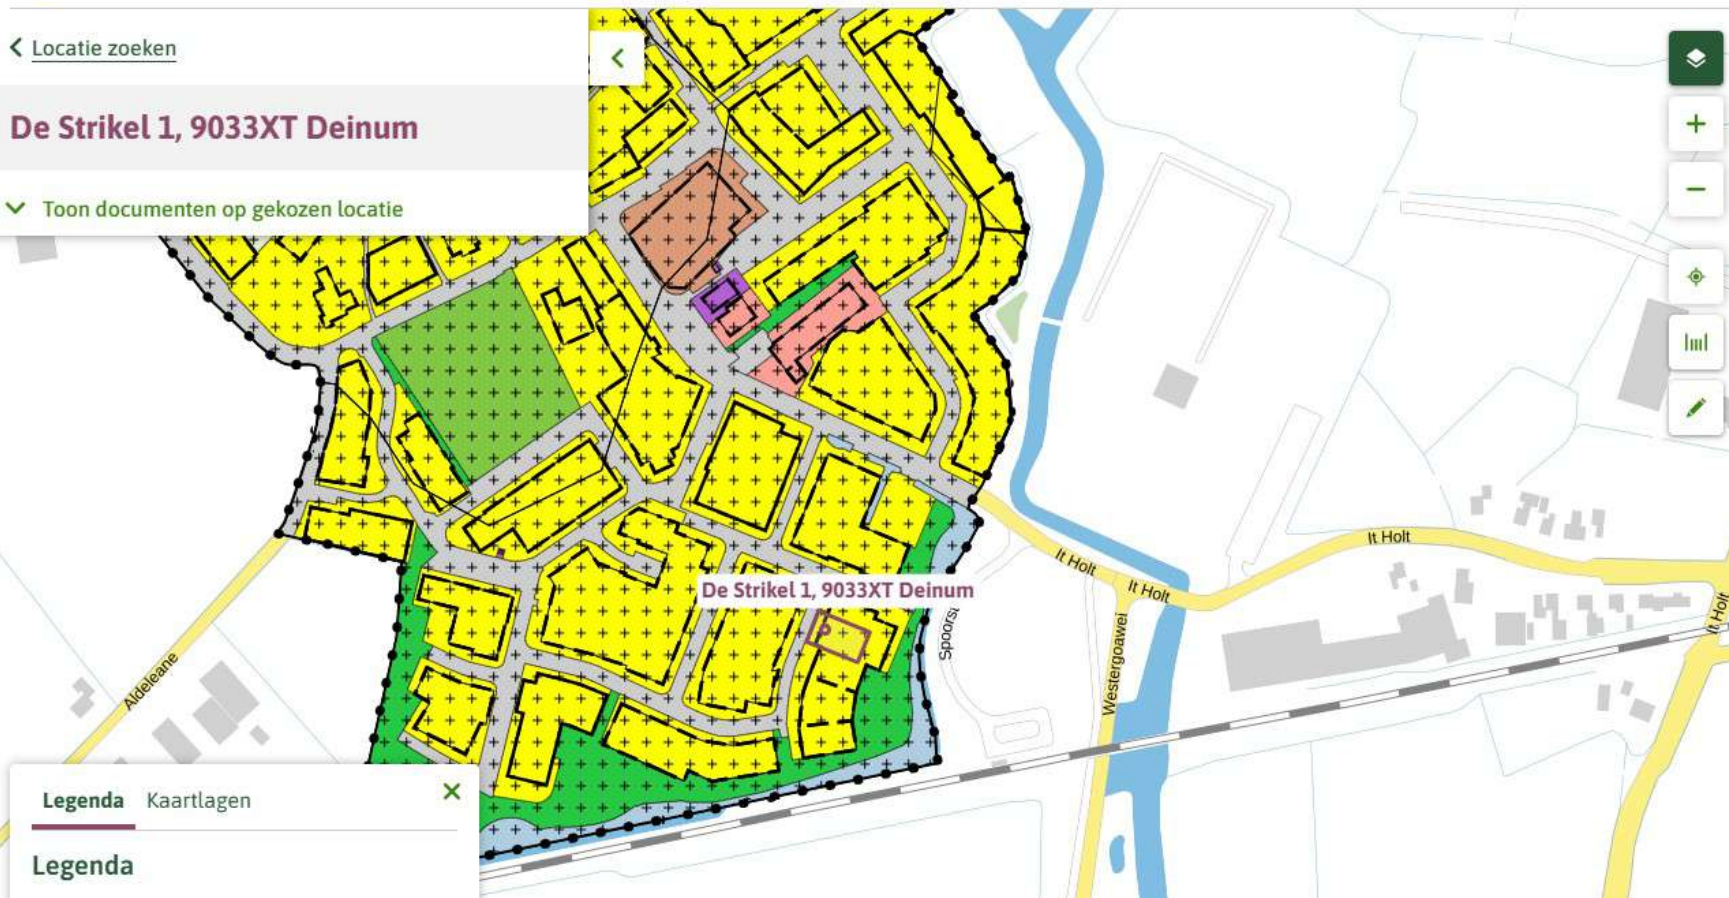 Locatie zoeken
De Strikel 1, 9033XT Deinum
Toon documenten op gekozen locatie
It Holt
It Holt
It Holt
It Holt
De Strikel 1, 9033XT Deinum
Spoorst
Westergoawei
Aldeleane
Legenda Kaartlagen
Legenda